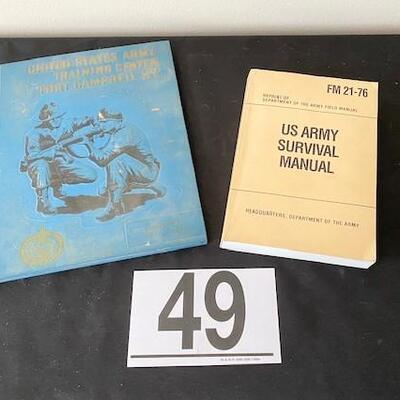 UNITED STATES ARMY
TRAINING CENTER
FORT CAMPBELL KY
FM 21-76
REPRINT OF
DEPARTMENT OF THE ARMY FIELD MANUAL
US ARMY
SURVIVAL
MANUAL
HEADQUARTERS, DEPARTMENT OF THE ARMY
49